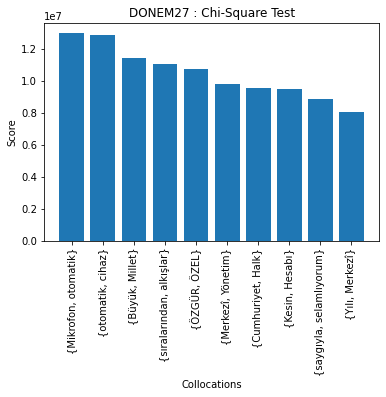 DONEM27 : Chi-Square Test
1e7
Score
1.2
1.0
0.8
0.6
0.4
0.2
0.0
{Mikrofon, otomatik}
{otomatik, cihaz}
{Büyük, Millet}
{sıralarından, alkışlar}
{ÖZGÜR, ÖZEL}
{Merkezî, Yönetim}
{Cumhuriyet, Halk}
{Kesin, Hesabı}
{saygıyla, selamlıyorum}
{Yılı, Merkezî}
Collocations